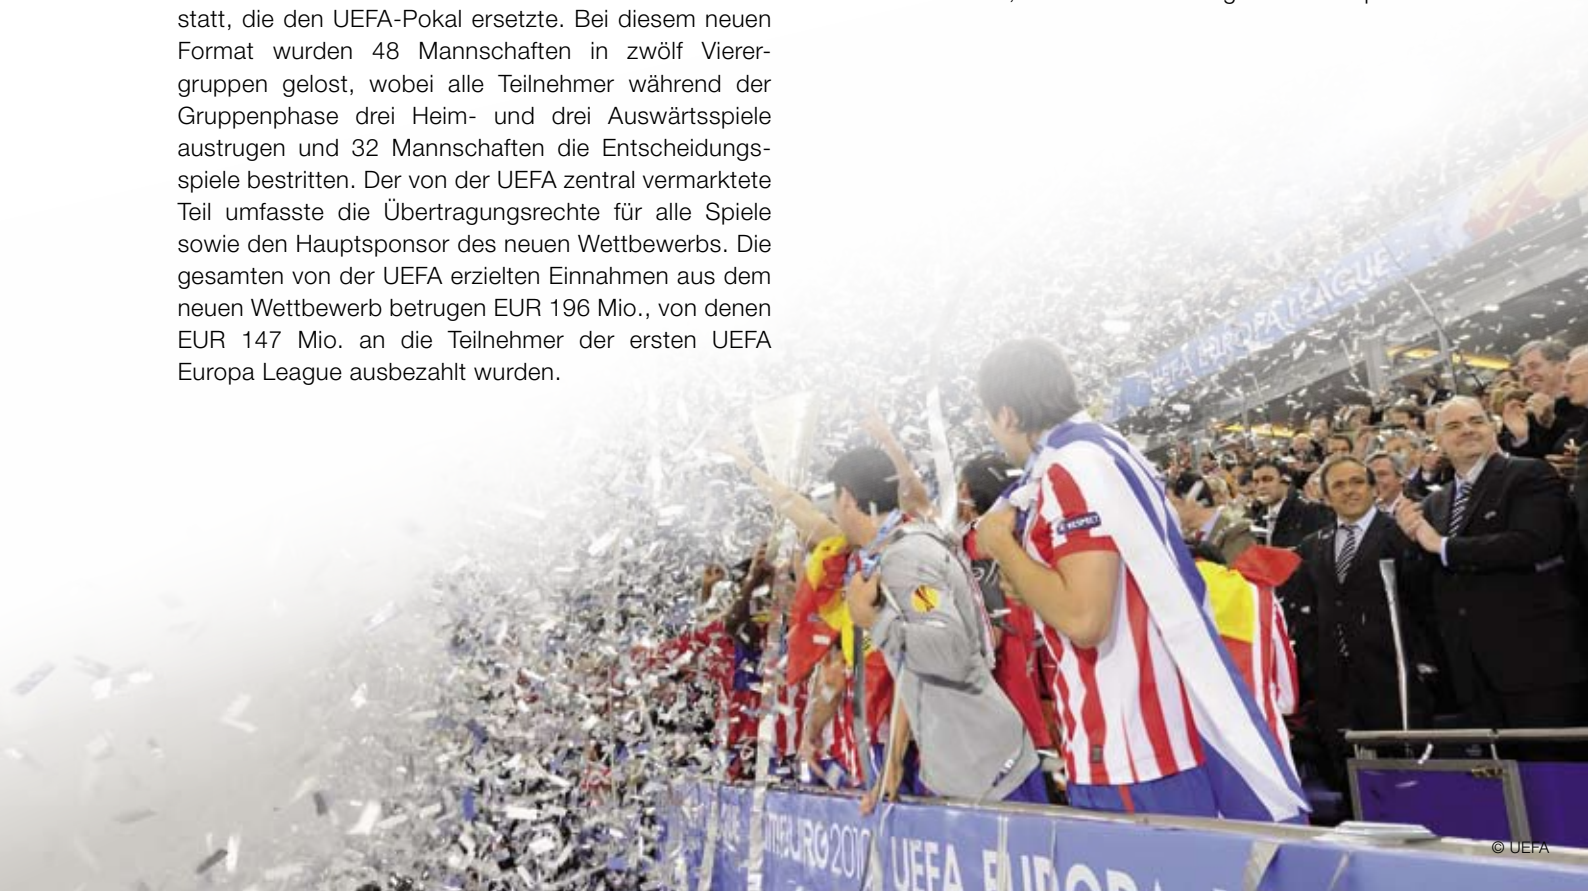 statt, die den UEFA-Pokal ersetzte. Bei diesem neuen
Format wurden 48 Mannschaften in zwölf Vierer-
gruppen gelost, wobei alle Teilnehmer während der
Gruppenphase drei Heim- und drei Auswärtsspiele
austrugen und 32 Mannschaften die Entscheidungs-
spiele bestritten. Der von der UEFA zentral vermarktete
Teil umfasste die Übertragungsrechte für alle Spiele
sowie den Hauptsponsor des neuen Wettbewerbs. Die
gesamten von der UEFA erzielten Einnahmen aus dem
neuen Wettbewerb betrugen EUR 196 Mio., von denen
EUR 147 Mio. an die Teilnehmer der ersten UEFA
Europa League ausbezahlt wurden.
UEFA EUROPA LEAGUE
RESPECT
2010 UEFA
© UEFA